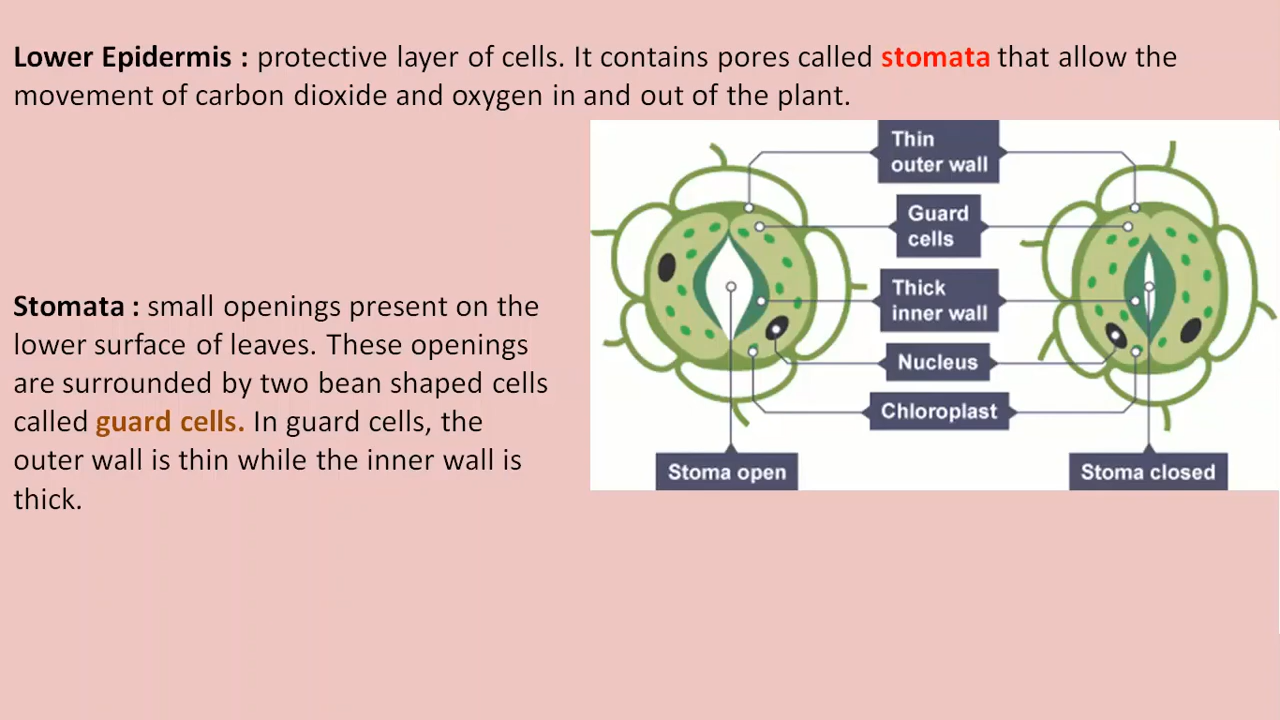 Lower Epidermis : protective layer of cells. It contains pores called stomata that allow the
movement of carbon dioxide and oxygen in and out of the plant.
Stomata : small openings present on the
lower surface of leaves. These openings
are surrounded by two bean shaped cells
called guard cells. In guard cells, the
outer wall is thin while the inner wall is
thick.
Thin
outer wall
Guard
cells
Thick
inner wall
Nucleus
Chloroplast
Stoma open
Stoma closed